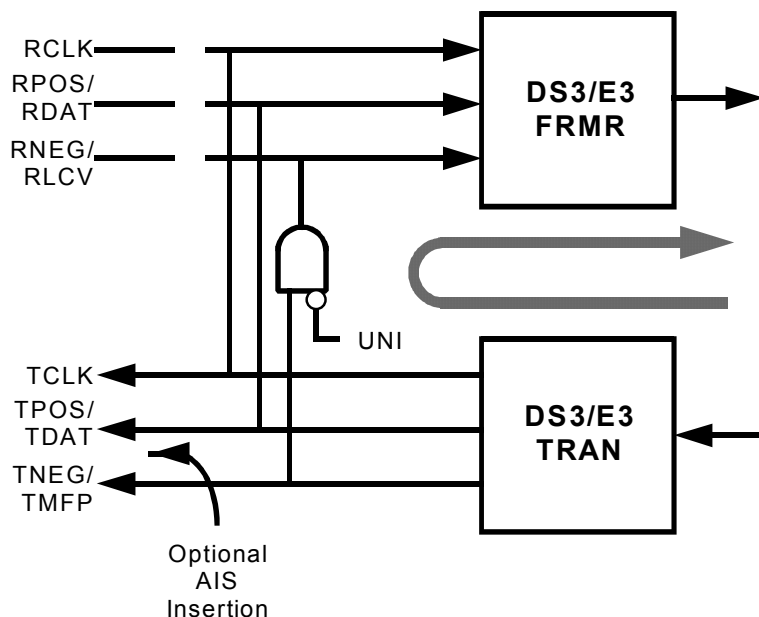 RCLK
RPOS/
RDAT
RNEG/
RLCV
DS3/E3
FRMR
UNI
TCLK
TPOS/
TDAT
TNEG/
TMFP
DS3/E3
TRAN
Optional
AIS
Insertion